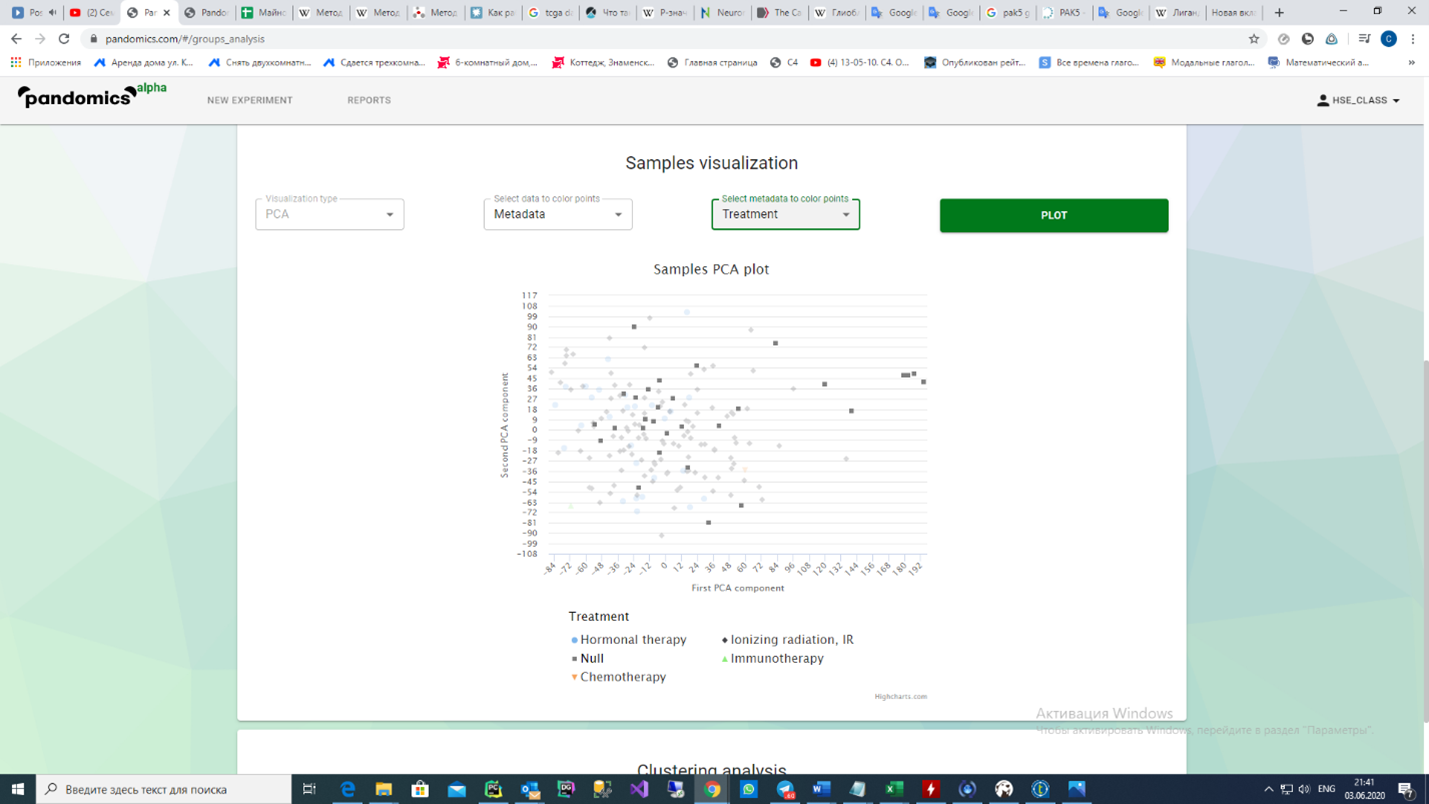 Pos
(2) Сег
Par
Pando
Майнс
Метод
Метод
Метод
Как ра
tcga da
Что та
P-знач
Neuro
The Ca
Глиоб
Google
Google
pak5 g
PAK5 -
Google
Лиган
Новая вкл
pandomics.com/#/groups_analysis
C
Приложения
Аренда дома ул. К...
Снять двухкомнатн...
Сдается трехкомна...
6-комнатный дом,...
Коттедж, Знаменск...
Главная страница
C4
(4) 13-05-10. C4. О...
Опубликован рейт...
Все времена глаго...
Модальные глагол...
Математический а...
»
pandomics alpha
NEW EXPERIMENT
REPORTS
HSE_CLASS
Samples visualization
Visualization type
PCA
Select data to color points
Metadata
Select metadata to color points
Treatment
PLOT
Samples PCA plot
Second PCA component
117
108
99
90
81
72
63
54
45
36
27
18
9
0
-9
-18
-27
-36
-45
-54
-63
-72
-81
-90
-99
-108
-84 -72 -60 -48 -36 -24 -12 0 12 24 36 48 60 72 84 96 108 120 132 144 156 168 180 192
First PCA component
Treatment
Hormonal therapy
Ionizing radiation, IR
Null
Immunotherapy
Chemotherapy
Highcharts.com
Активация Windows
Чтобы активировать Windows, перейдите в раздел "Параметры".
Clustering analysis
Введите здесь текст для поиска
ENG
21:41
03.06.2020
7